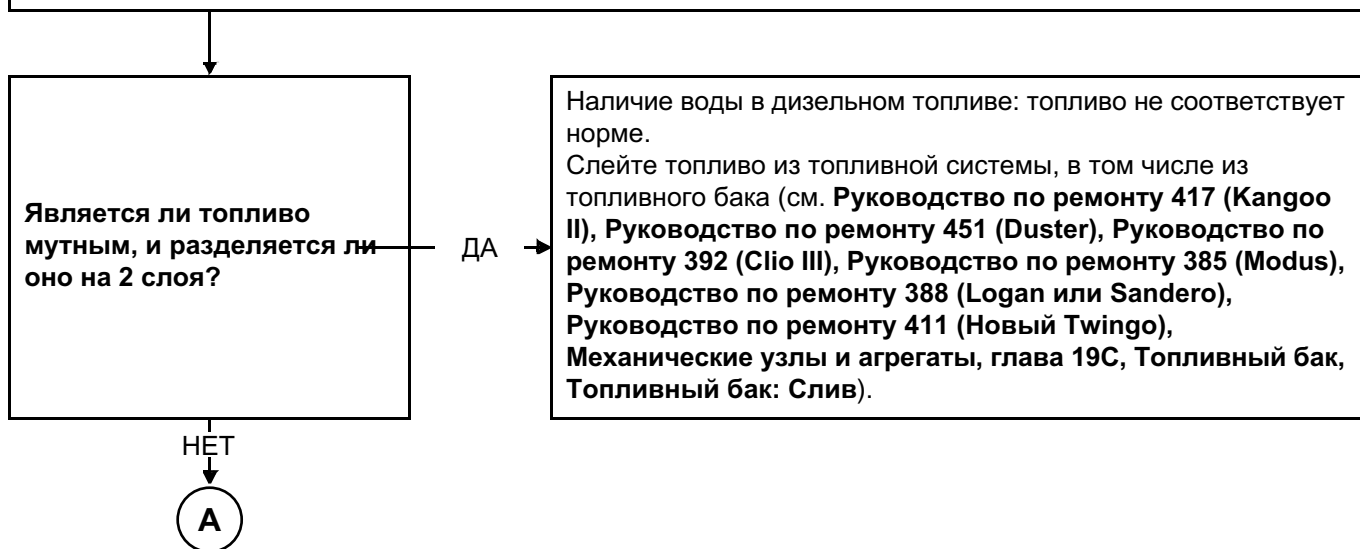 Является ли топливо
мутным, и разделяется ли
оно на 2 слоя?
ДА
Наличие воды в дизельном топливе: топливо не соответствует
норме.
Слейте топливо из топливной системы, в том числе из
топливного бака (см. Руководство по ремонту 417 (Kangoo
II), Руководство по ремонту 451 (Duster), Руководство по
ремонту 392 (Clio III), Руководство по ремонту 385 (Modus),
Руководство по ремонту 388 (Logan или Sandero),
Руководство по ремонту 411 (Новый Twingo),
Механические узлы и агрегаты, глава 19C, Топливный бак,
Топливный бак: Слив).
НЕТ
A